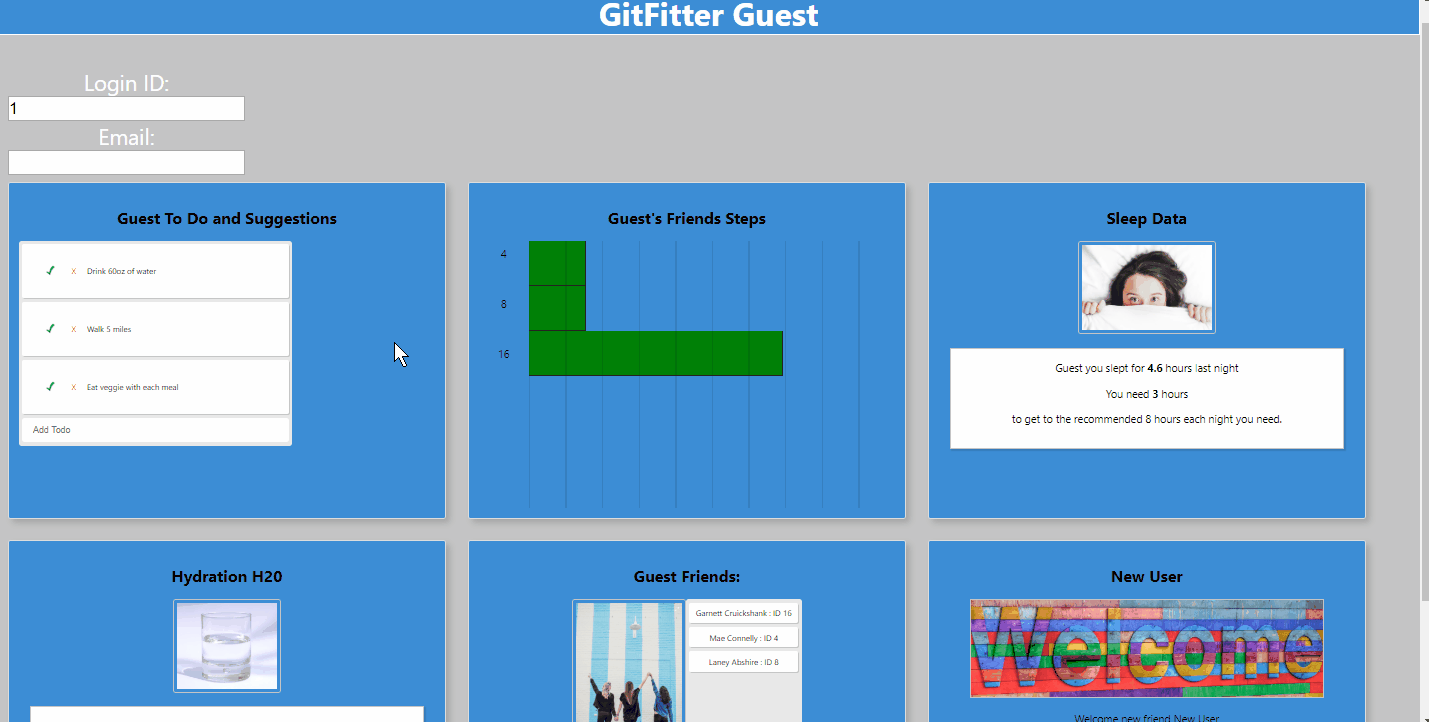 GitFitter Guest
Login ID:
1
Email:
Guest To Do and Suggestions
✓ X Drink 60oz of water
✓ X Walk 5 miles
✓ X Eat veggie with each meal
Add Todo
Guest's Friends Steps
4
8
16
Sleep Data
Guest you slept for 4.6 hours last night
You need 3 hours
to get to the recommended 8 hours each night you need.
Hydration H20
Guest Friends:
Garnett Cruickshank : ID 16
Mae Connelly : ID 4
Laney Abshire : ID 8
New User
Welcome
Welcome new friend New User